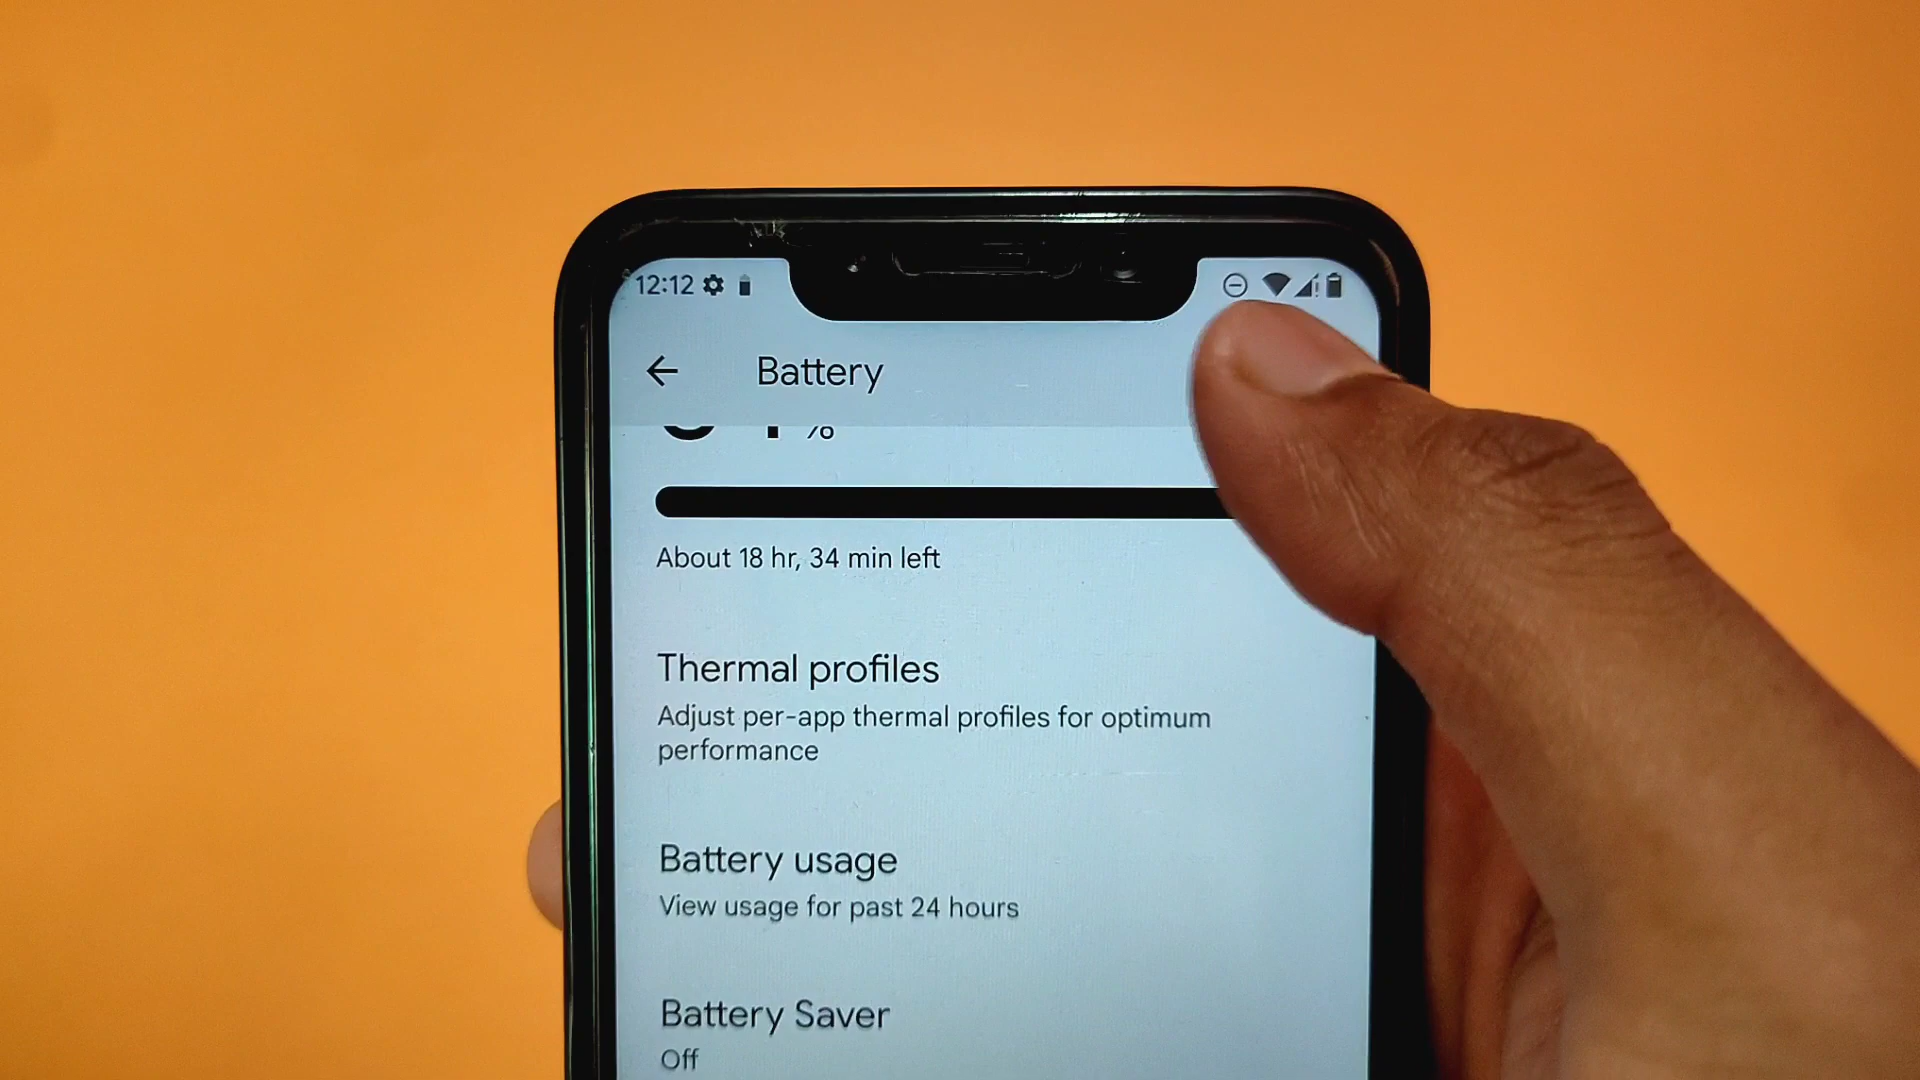 12:12
Battery
%
About 18 hr, 34 min left
Thermal profiles
Adjust per-app thermal profiles for optimum
performance
Battery usage
View usage for past 24 hours
Battery Saver
Off